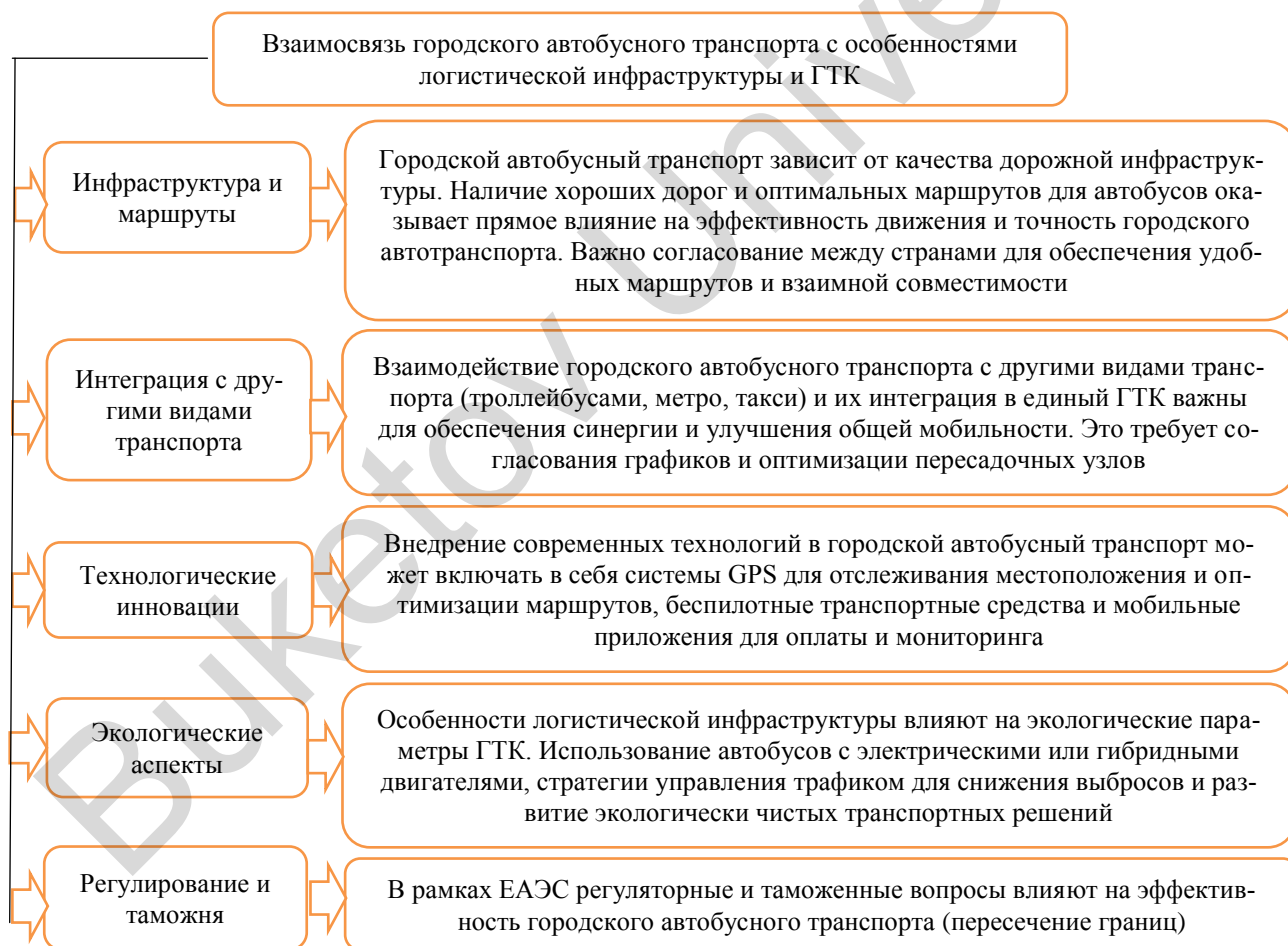 Взаимосвязь городского автобусного транспорта с особенностями
логистической инфраструктуры и ГТК
Инфраструктура и
маршруты
Городской автобусный транспорт зависит от качества дорожной инфраструк-
туры. Наличие хороших дорог и оптимальных маршрутов для автобусов ока-
зывает прямое влияние на эффективность движения и точность городского
автотранспорта. Важно согласование между странами для обеспечения удоб-
ных маршрутов и взаимной совместимости
Интеграция с дру-
гими видами
транспорта
Взаимодействие городского автобусного транспорта с другими видами транс-
порта (троллейбусами, метро, такси) и их интеграция в единый ГТК важны
для обеспечения синергии и улучшения общей мобильности. Это требует со-
гласования графиков и оптимизации пересадочных узлов
Технологические
инновации
Внедрение современных технологий в городской автобусный транспорт мо-
жет включать в себя системы GPS для отслеживания местоположения и оп-
тимизации маршрутов, беспилотные транспортные средства и мобильные
приложения для оплаты и мониторинга
Экологические
аспекты
Особенности логистической инфраструктуры влияют на экологические пара-
метры ГТК. Использование автобусов с электрическими или гибридными
двигателями, стратегии управления трафиком для снижения выбросов и раз-
витие экологически чистых транспортных решений
Регулирование и
таможня
В рамках ЕАЭС регуляторные и таможенные вопросы влияют на эффектив-
ность городского автобусного транспорта (пересечение границ)
Buketov Unive